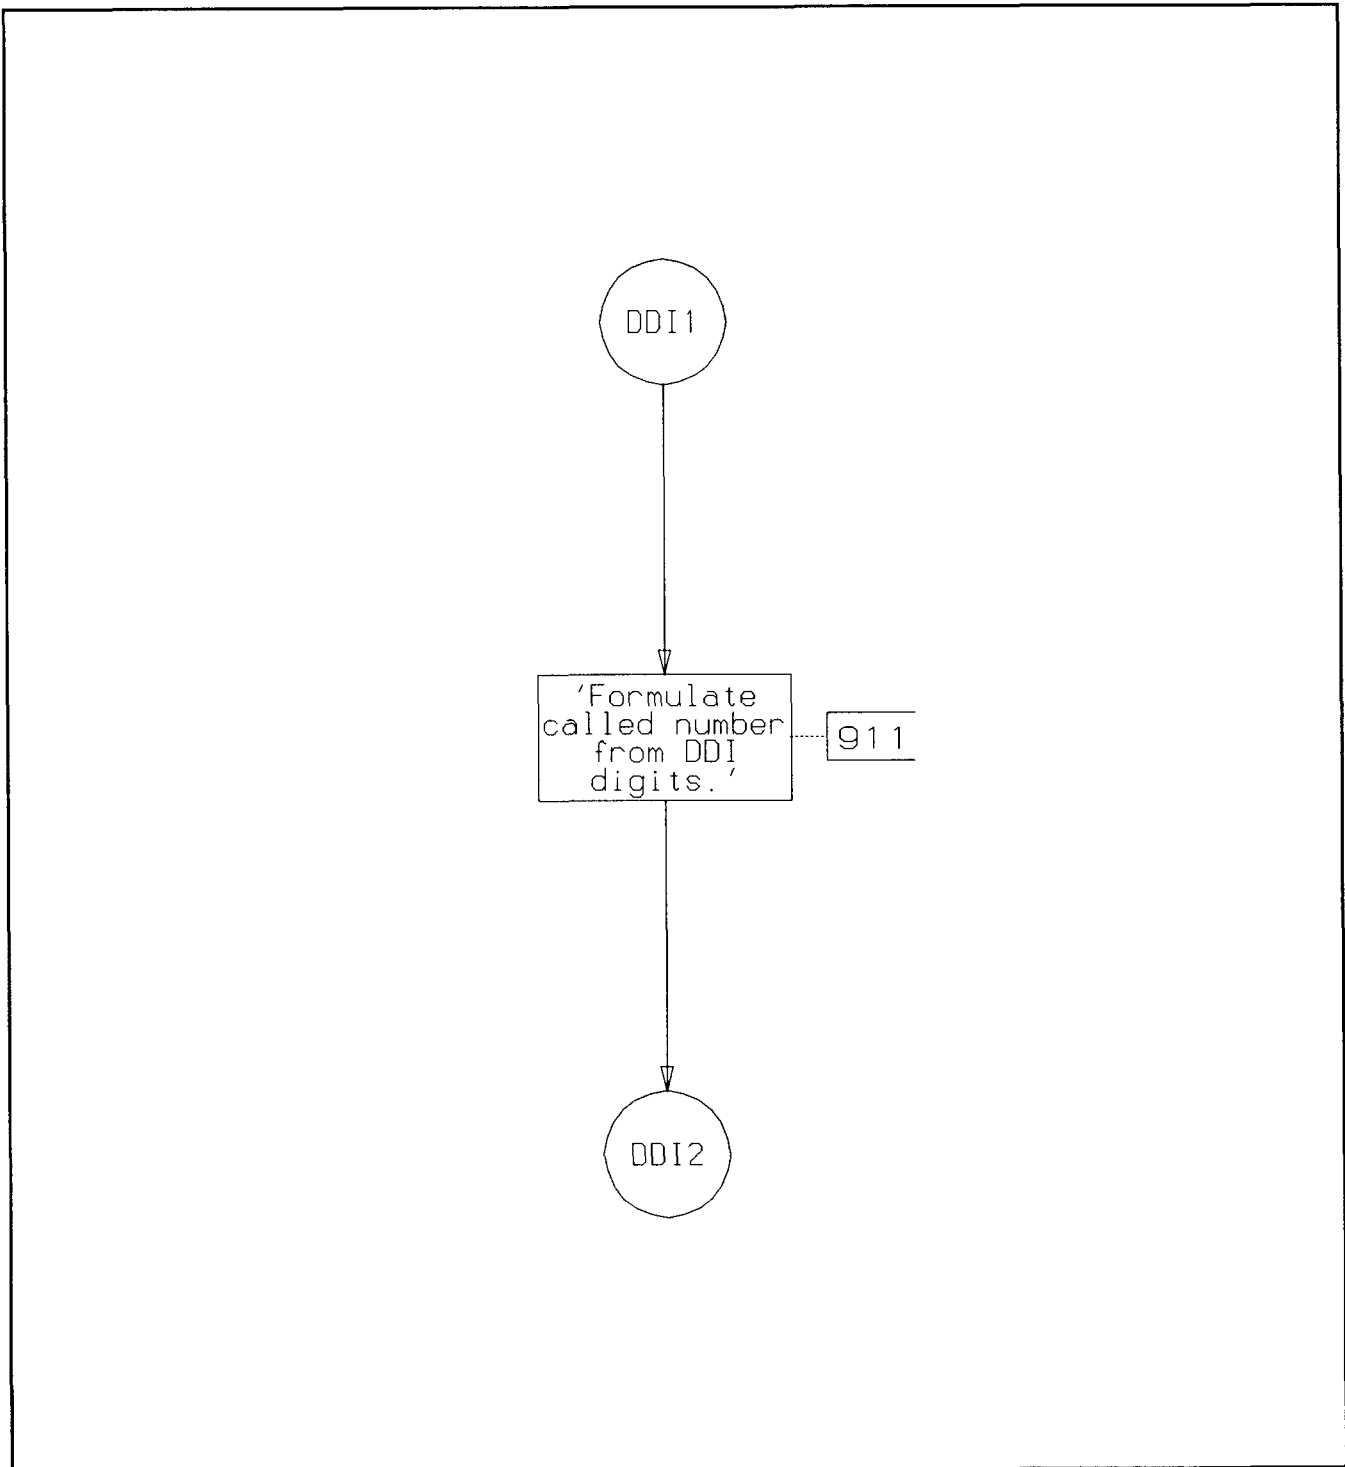 DDI1
'Formulate
called number
from DDI
digits.'
911
DDI2